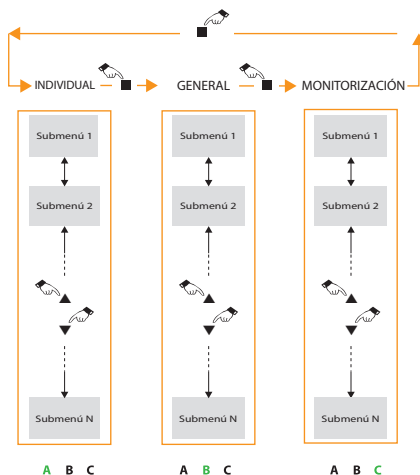 INDIVIDUAL GENERAL MONITORIZACIÓN
Submenú 1 Submenú 1 Submenú 1
Submenú 2 Submenú 2 Submenú 2
Submenú N Submenú N Submenú N
A B C A B C A B C